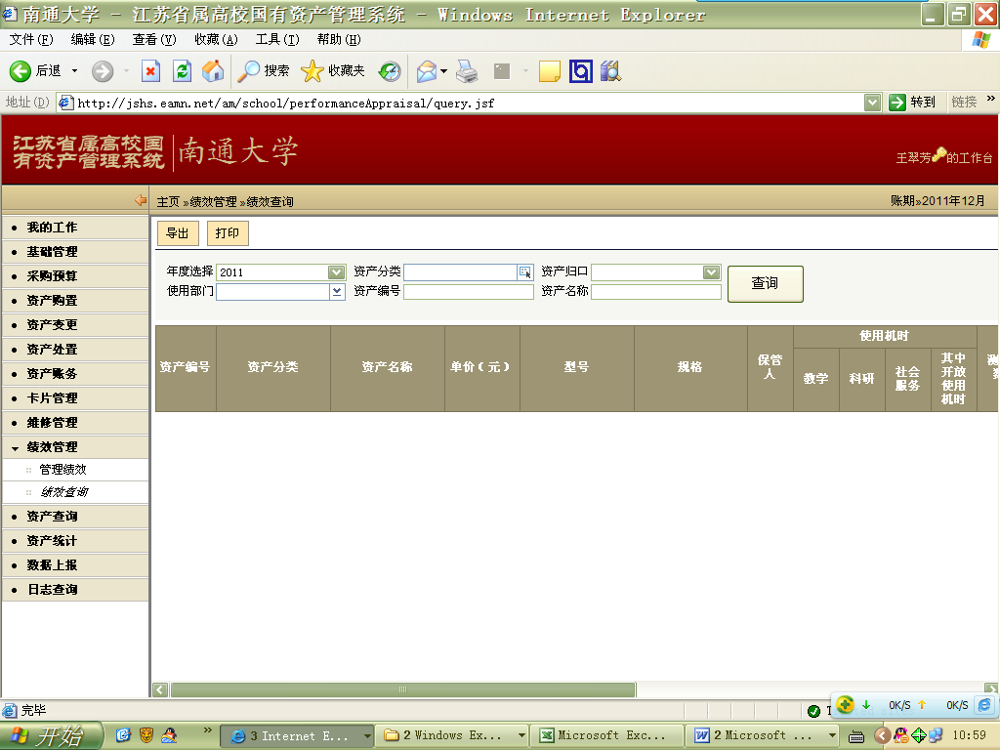 南通大学 - 江苏省属高校国有资产管理系统 - Windows Internet Explorer
文件(F) 编辑(E) 查看(V) 收藏(A) 工具(T) 帮助(H)
后退 搜索 收藏夹
地址(D) http://jshs.eamn.net/am/school/performanceAppraisal/query.jsf 转到 链接 »
江苏省属高校国
有资产管理系统 南通大学
王翠芳的工作台
主页 »绩效管理 »绩效查询 账期»2011年12月
我的工作
基础管理
采购预算
资产购置
资产变更
资产处置
资产账务
卡片管理
维修管理
绩效管理
管理绩效
绩效查询
资产查询
资产统计
数据上报
日志查询
导出 打印
年度选择 2011 资产分类 资产归口
使用部门 资产编号 资产名称
查询
资产编号 资产分类 资产名称 单价（元） 型号 规格 保管人 使用机时
教学 科研 社会服务 其中开放使用机时
完毕
0K/S 0K/S
开始 » 3 Internet E... 2 Windows Ex... Microsoft Exc... 2 Microsoft ... 10:59